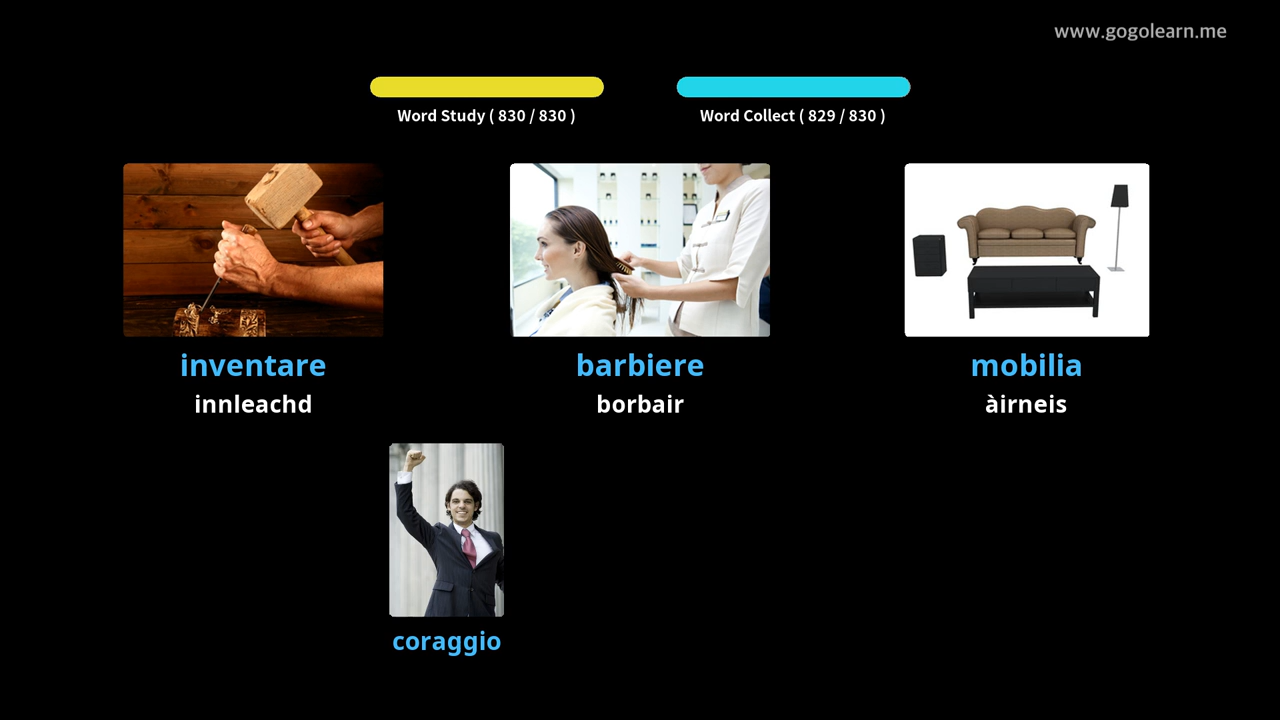 www.gogolearn.me
Word Study ( 830 / 830 )
Word Collect ( 829 / 830 )
inventare
innleachd
barbiere
borbair
mobilia
àirneis
coraggio